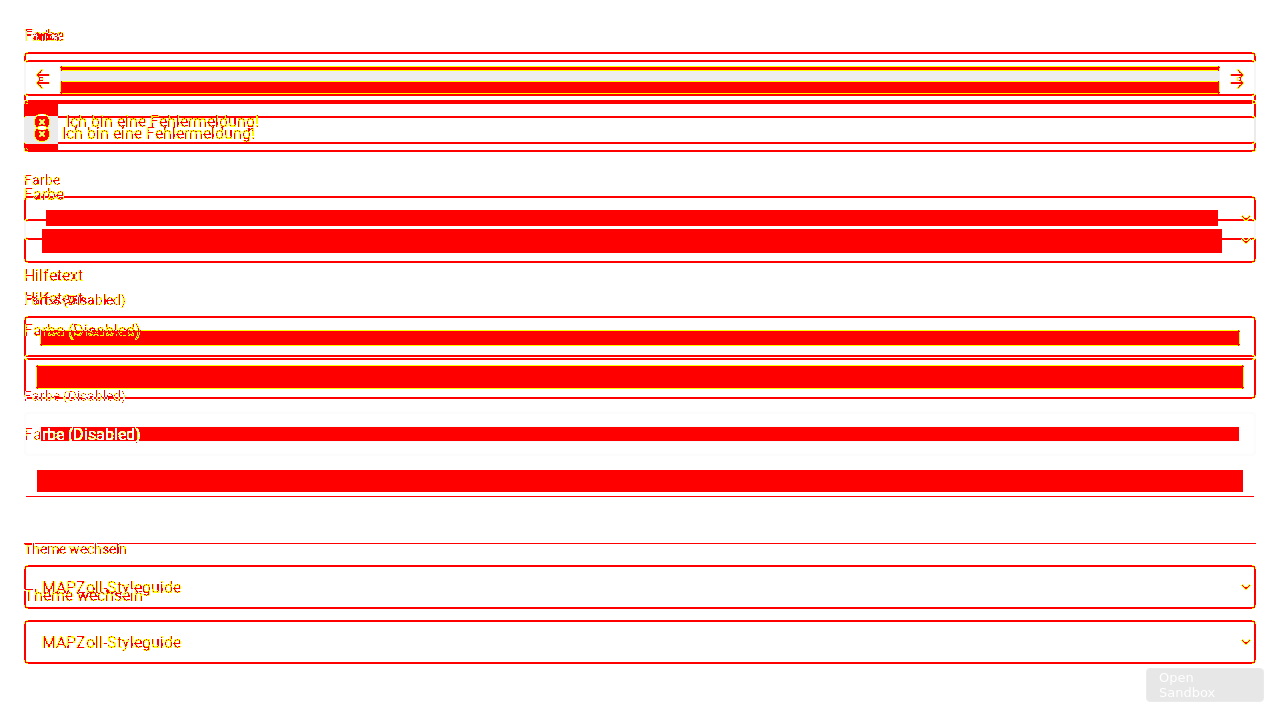 Farbe
Ich bin eine Fehlermeldung!
Ich bin eine Fehlermeldung!
Farbe
Farbe
Hilfetext
Hilfetext
Farbe (Disabled)
Farbe (Disabled)
Farbe (Disabled)
Farbe (Disabled)
Theme wechseln
MAPZoll-Styleguide
Theme wechseln
MAPZoll-Styleguide
Open
Sandbox